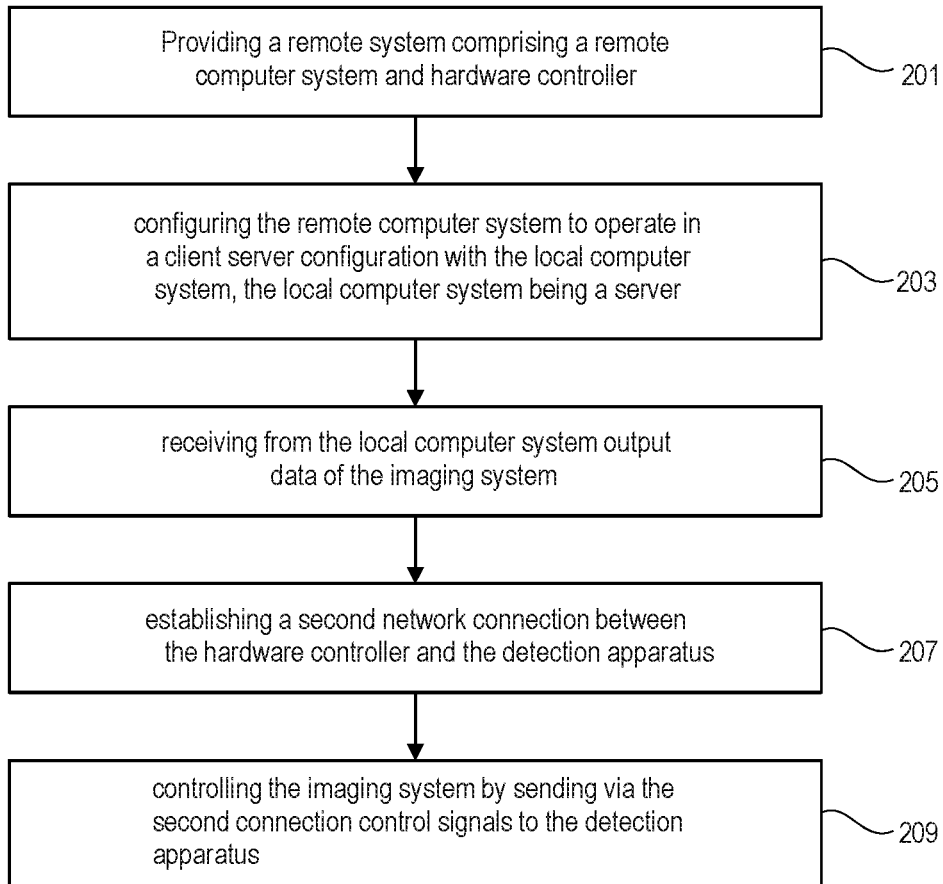 Providing a remote system comprising a remote
computer system and hardware controller
201
configuring the remote computer system to operate in
a client server configuration with the local computer
system, the local computer system being a server
203
receiving from the local computer system output
data of the imaging system
205
establishing a second network connection between
the hardware controller and the detection apparatus
207
controlling the imaging system by sending via the
second connection control signals to the detection
apparatus
209